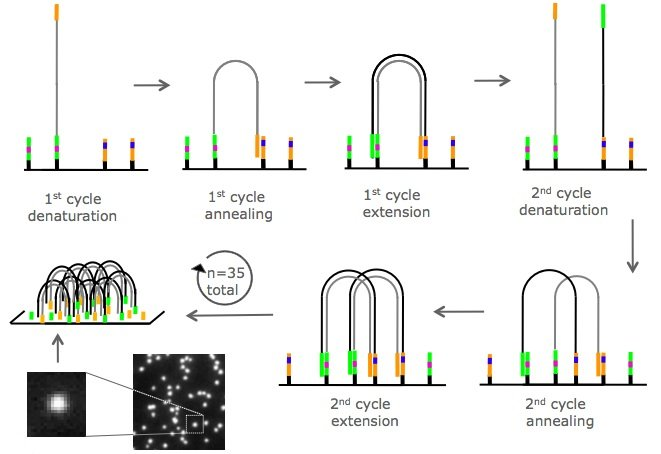 1st cycle
denaturation
1st cycle
annealing
1st cycle
extension
2nd cycle
denaturation
n=35
total
2nd cycle
extension
2nd cycle
annealing